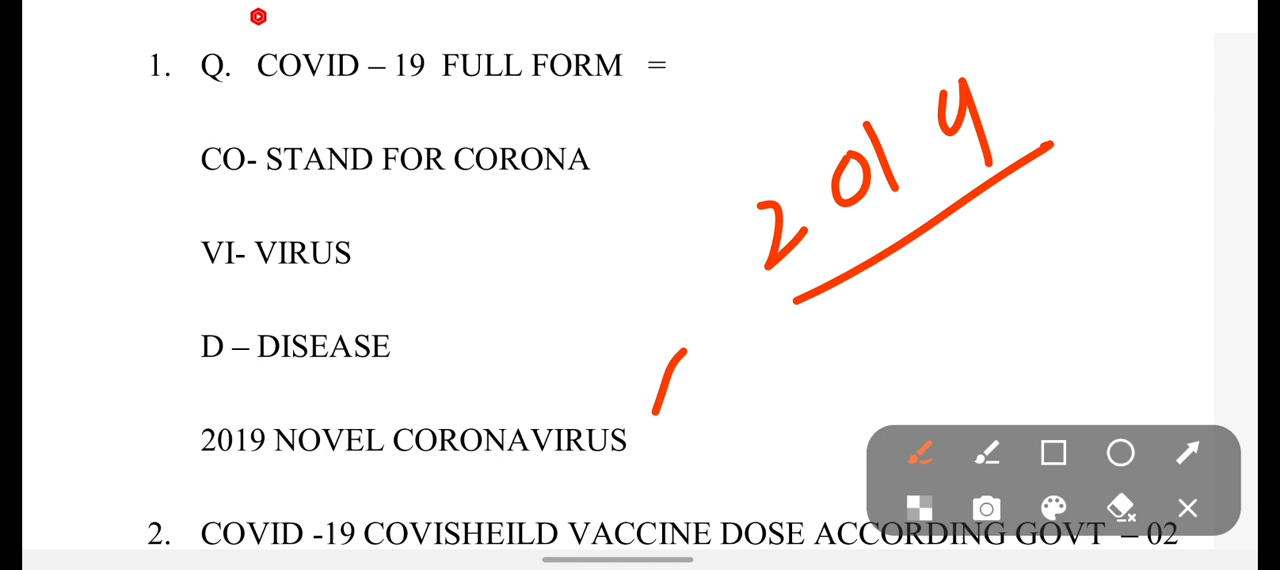 1. Q. COVID – 19 FULL FORM =
CO- STAND FOR CORONA
VI- VIRUS
D – DISEASE
2019 NOVEL CORONAVIRUS
2. COVID -19 COVISHEILD VACCINE DOSE ACCORDING GOVT – 02
2019